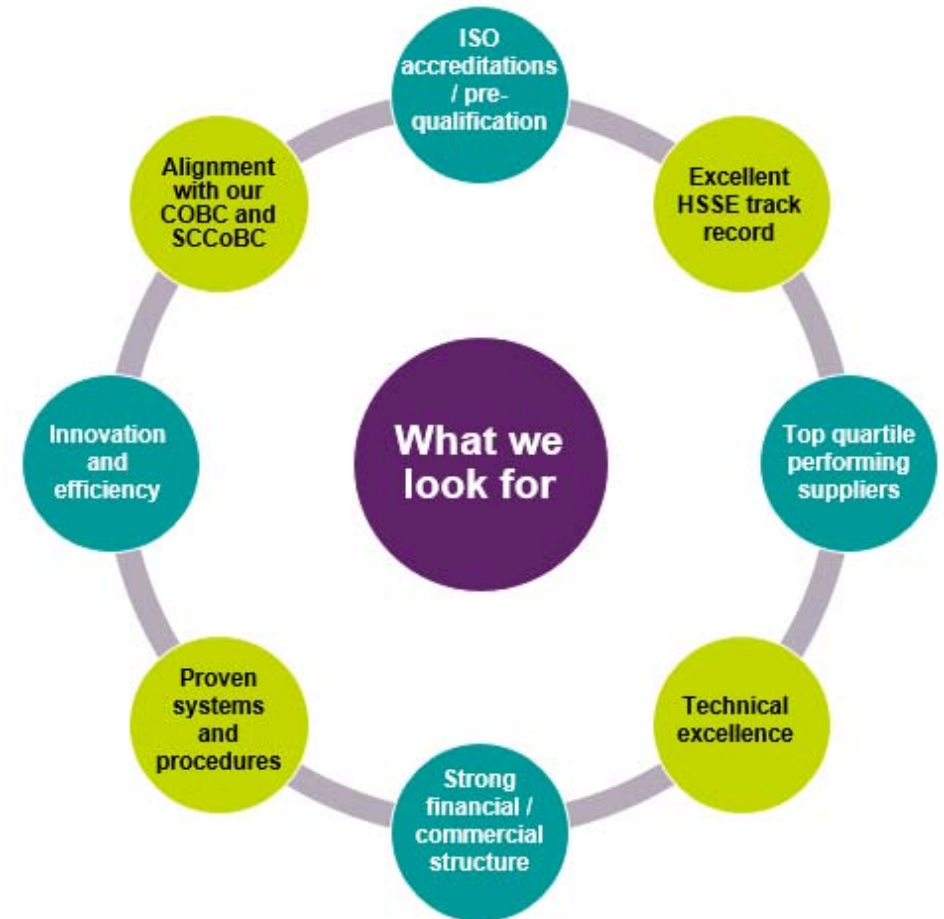 ISO
accreditations
/ pre-
qualification
Excellent
HSSE track
record
Top quartile
performing
suppliers
Technical
excellence
Strong
financial /
commercial
structure
Proven
systems
and
procedures
Innovation
and
efficiency
Alignment
with our
COBC and
SCCoBC
What we
look for